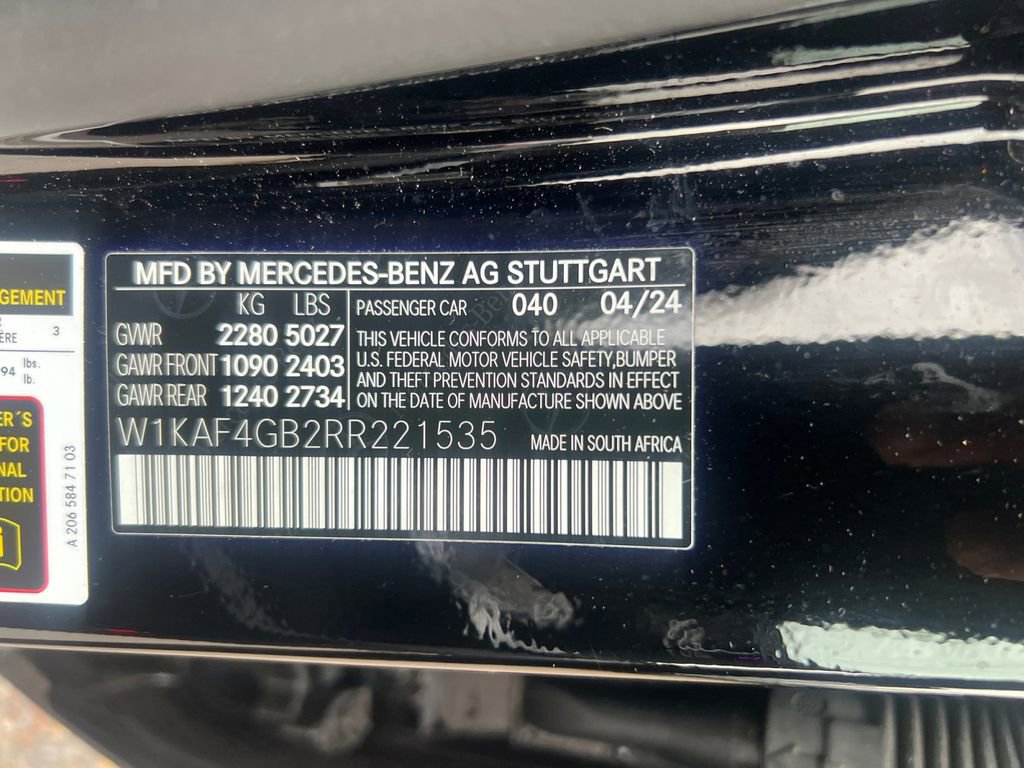 MFD BY MERCEDES-BENZ AG STUTTGART
KG LBS
GVWR 2280 5027
GAWR FRONT 1090 2403
GAWR REAR 1240 2734
PASSENGER CAR 040 04/24
THIS VEHICLE CONFORMS TO ALL APPLICABLE
U.S. FEDERAL MOTOR VEHICLE SAFETY,BUMPER
AND THEFT PREVENTION STANDARDS IN EFFECT
ON THE DATE OF MANUFACTURE SHOWN ABOVE
W1KAF4GB2RR221535 MADE IN SOUTH AFRICA
GEMENT
ÈRE 3
94 lbs.
lb.
ER´S
FOR
NAL
TION
A 206 584 71 03